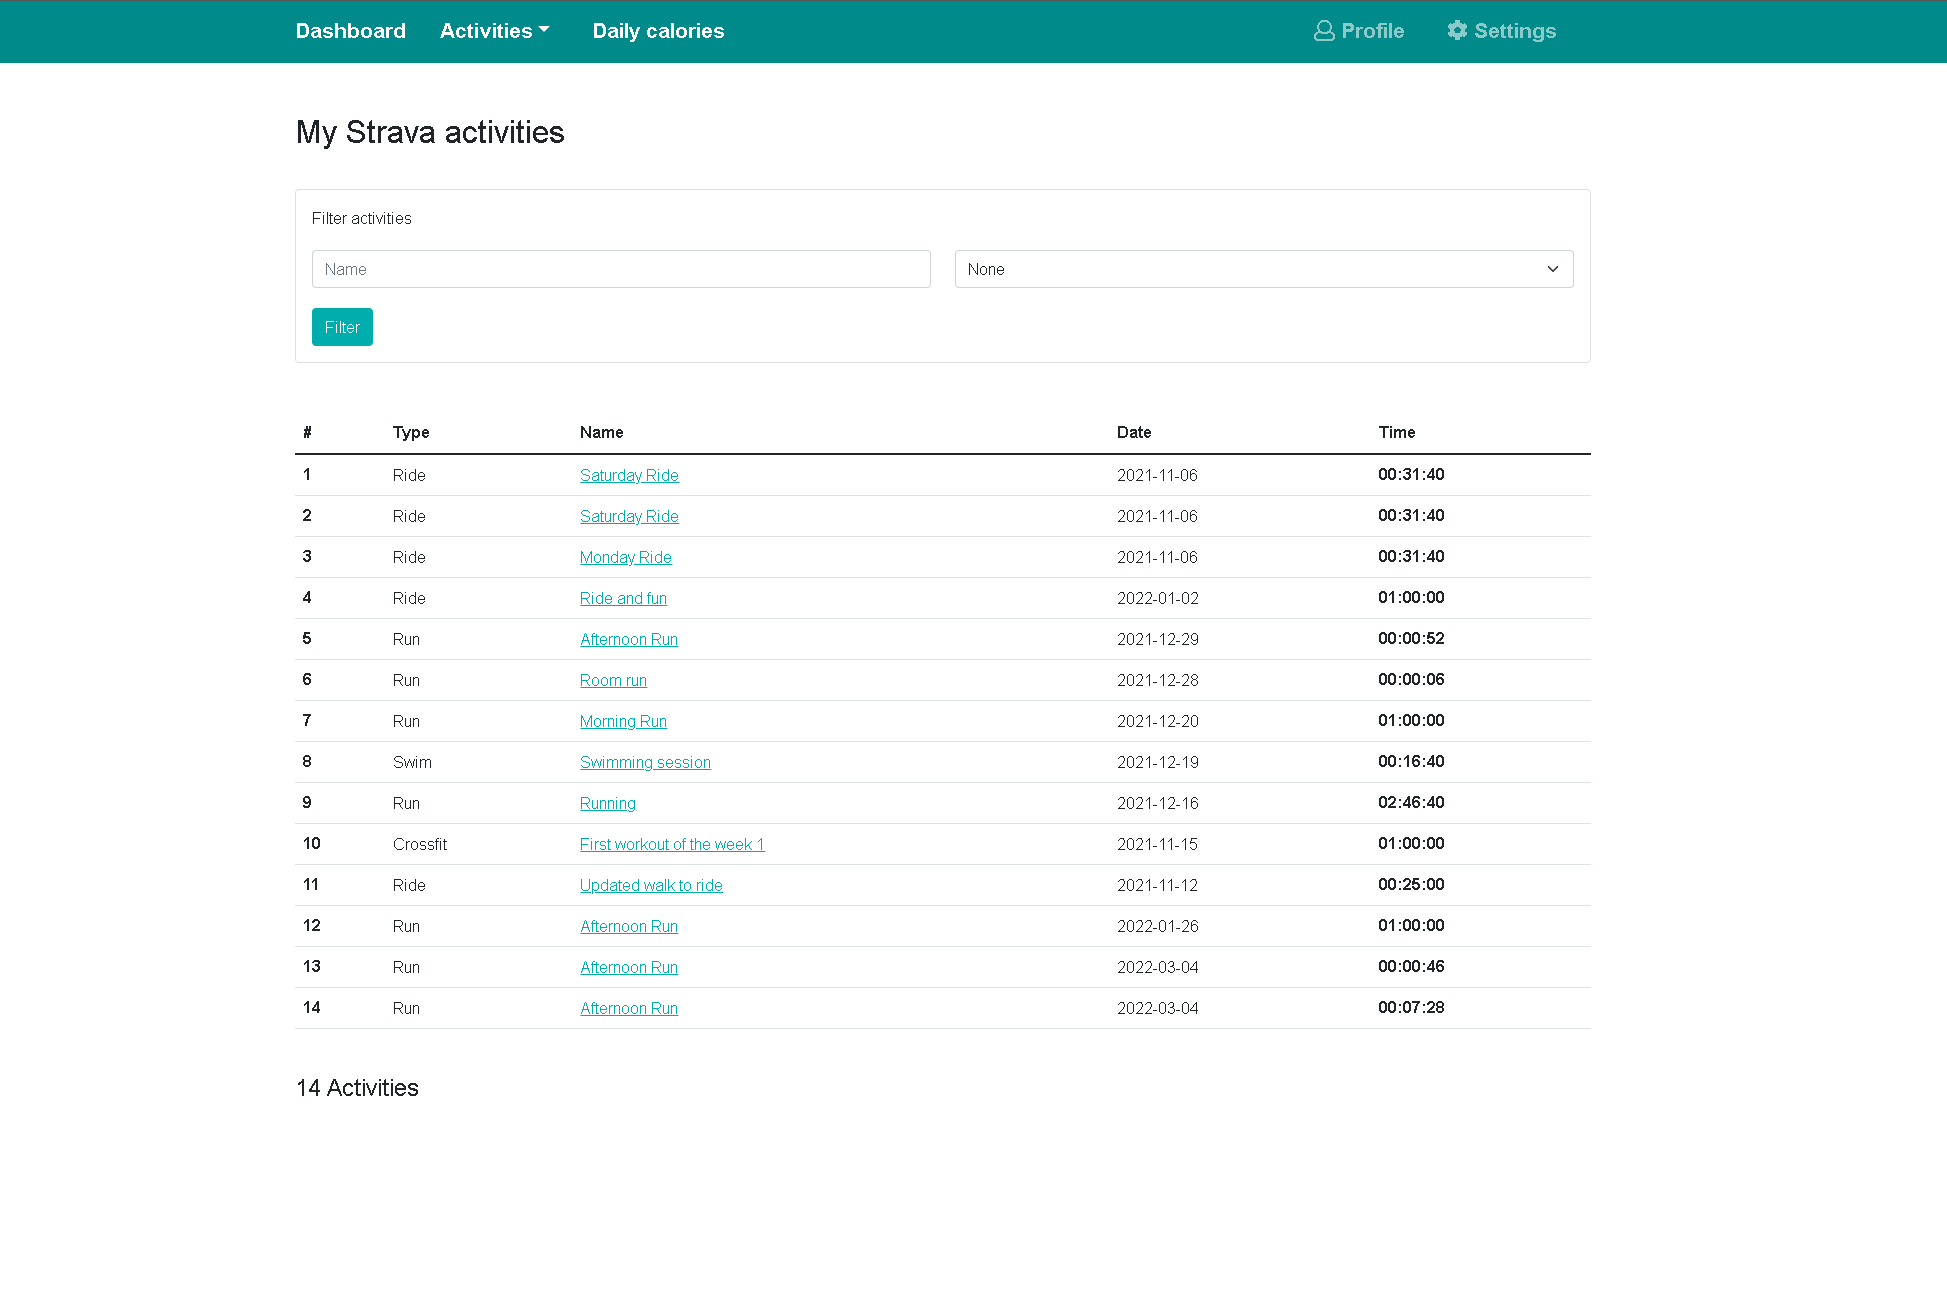 Dashboard Activities Daily calories Profile Settings
My Strava activities
Filter activities
Name None
Filter
# Type Name Date Time
1 Ride Saturday Ride 2021-11-06 00:31:40
2 Ride Saturday Ride 2021-11-06 00:31:40
3 Ride Monday Ride 2021-11-06 00:31:40
4 Ride Ride and fun 2022-01-02 01:00:00
5 Run Afternoon Run 2021-12-29 00:00:52
6 Run Room run 2021-12-28 00:00:06
7 Run Morning Run 2021-12-20 01:00:00
8 Swim Swimming session 2021-12-19 00:16:40
9 Run Running 2021-12-16 02:46:40
10 Crossfit First workout of the week 1 2021-11-15 01:00:00
11 Ride Updated walk to ride 2021-11-12 00:25:00
12 Run Afternoon Run 2022-01-26 01:00:00
13 Run Afternoon Run 2022-03-04 00:00:46
14 Run Afternoon Run 2022-03-04 00:07:28
14 Activities